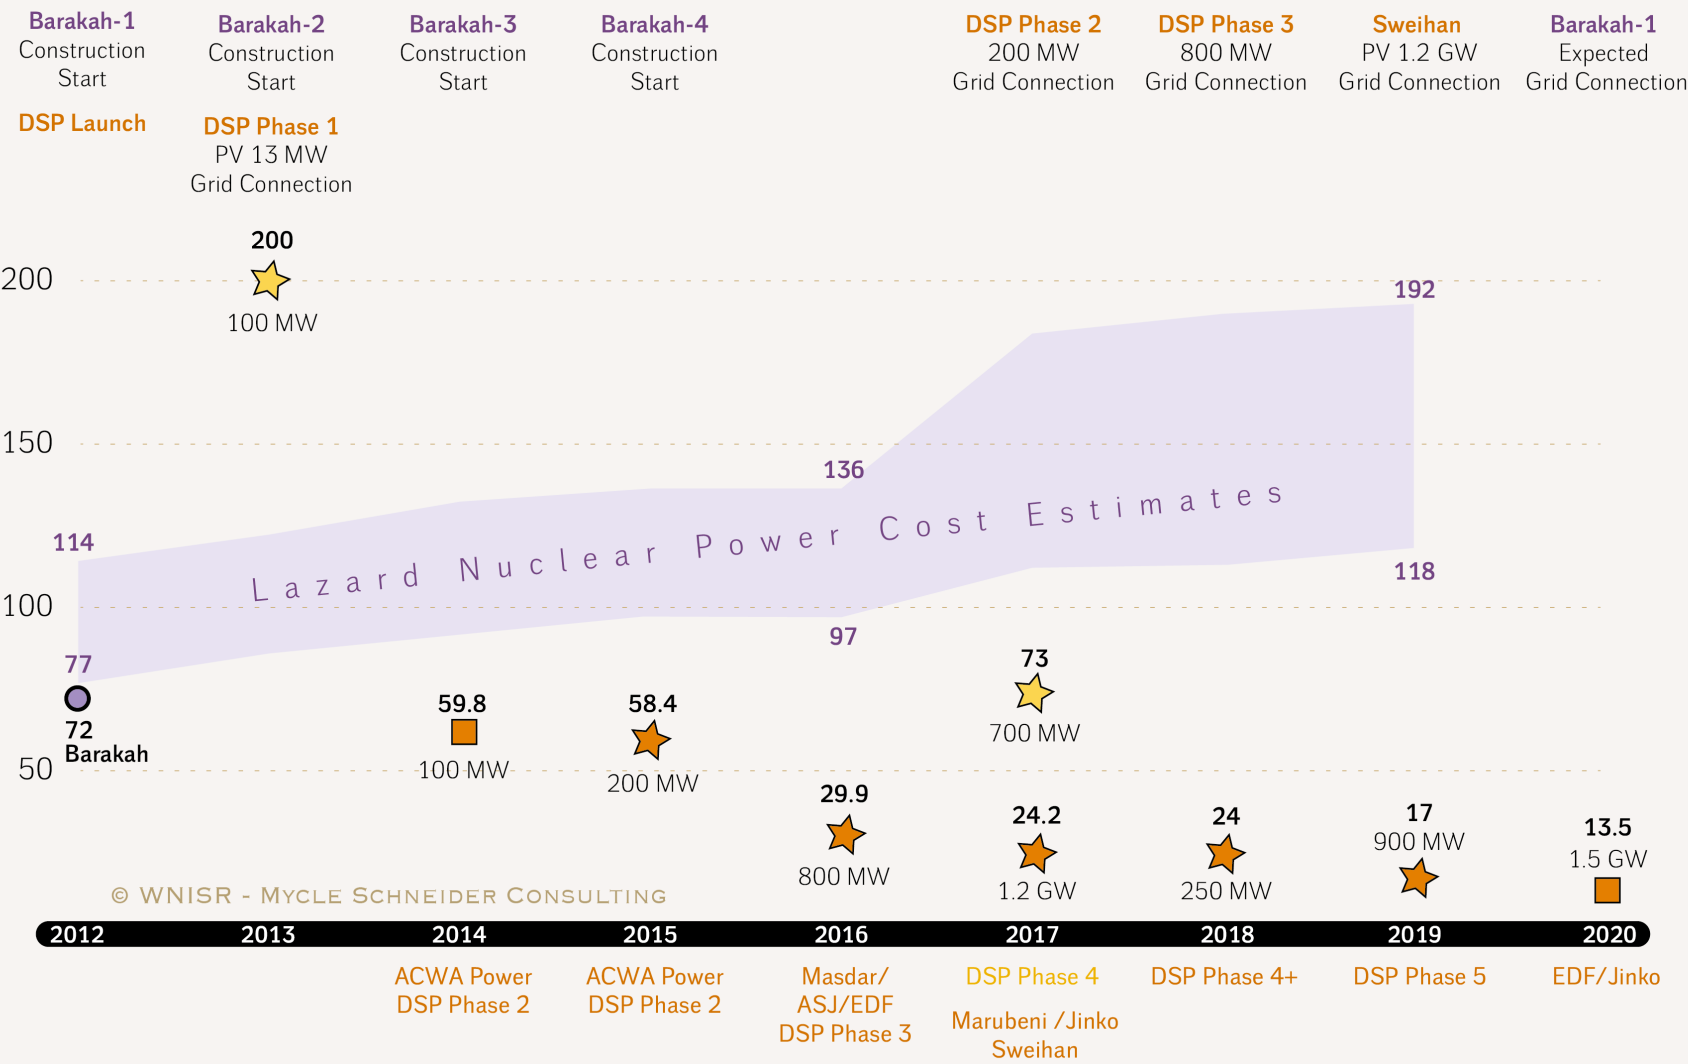 Barakah-1
Construction
Start
DSP Launch
Barakah-2
Construction
Start
DSP Phase 1
PV 13 MW
Grid Connection
Barakah-3
Construction
Start
Barakah-4
Construction
Start
DSP Phase 2
200 MW
Grid Connection
DSP Phase 3
800 MW
Grid Connection
Sweihan
PV 1.2 GW
Grid Connection
Barakah-1
Expected
Grid Connection
200
150
100
50
200
100 MW
114
77
72
Barakah
136
97
192
118
Lazard Nuclear Power Cost Estimates
59.8
100 MW
58.4
200 MW
29.9
800 MW
73
700 MW
24.2
1.2 GW
24
250 MW
17
900 MW
13.5
1.5 GW
© WNISR - Mycle Schneider Consulting
2012 2013 2014 2015 2016 2017 2018 2019 2020
ACWA Power
DSP Phase 2
ACWA Power
DSP Phase 2
Masdar/
ASJ/EDF
DSP Phase 3
DSP Phase 4
Marubeni /Jinko
Sweihan
DSP Phase 4+
DSP Phase 5
EDF/Jinko